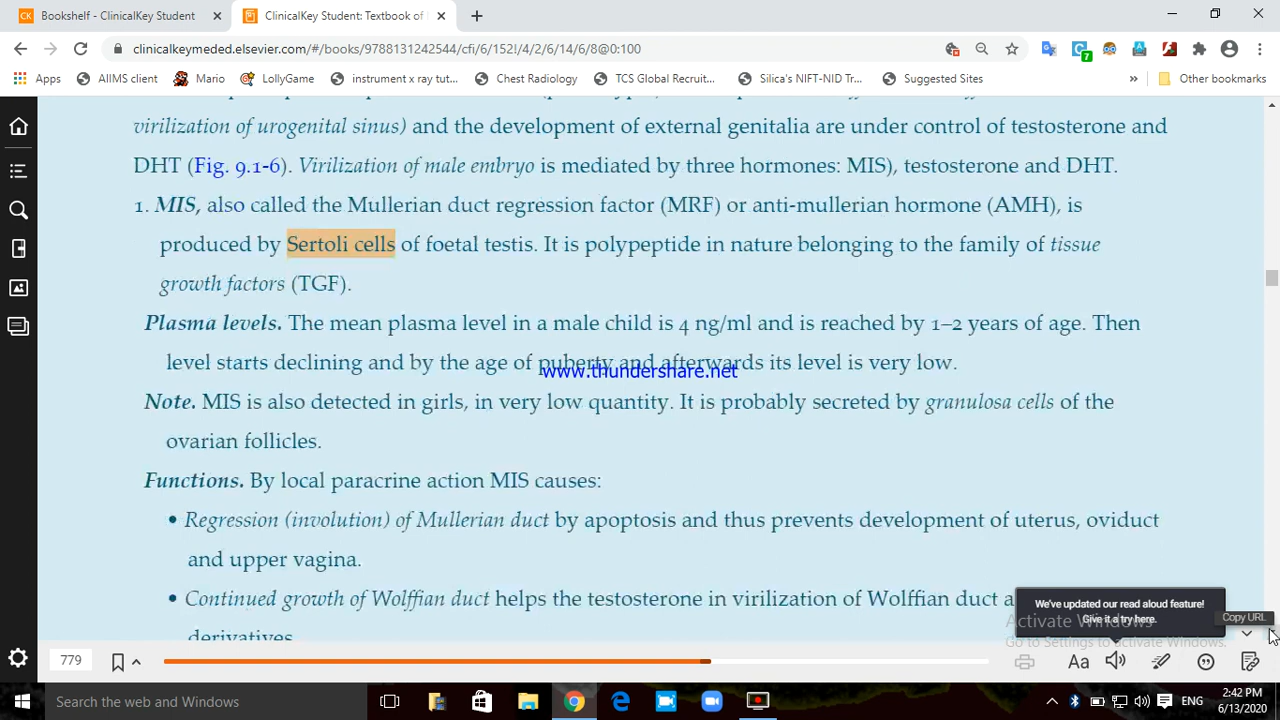 Bookshelf - ClinicalKey Student
ClinicalKey Student: Textbook of
clinicalkeymeded.elsevier.com/#/books/9788131242544/cfi/6/152!/4/2/6/14/6/8@0:100
7
Apps
AIIMS client
Mario
LollyGame
instrument x ray tut...
Chest Radiology
TCS Global Recruit...
Silica's NIFT-NID Tr...
Suggested Sites
Other bookmarks
virilization of urogenital sinus) and the development of external genitalia are under control of testosterone and
DHT (Fig. 9.1-6). Virilization of male embryo is mediated by three hormones: MIS), testosterone and DHT.
1. MIS, also called the Mullerian duct regression factor (MRF) or anti-mullerian hormone (AMH), is
produced by Sertoli cells of foetal testis. It is polypeptide in nature belonging to the family of tissue
growth factors (TGF).
Plasma levels. The mean plasma level in a male child is 4 ng/ml and is reached by 1–2 years of age. Then
level starts declining and by the age of puberty and afterwards its level is very low.
www.thundershare.net
Note. MIS is also detected in girls, in very low quantity. It is probably secreted by granulosa cells of the
ovarian follicles.
Functions. By local paracrine action MIS causes:
• Regression (involution) of Mullerian duct by apoptosis and thus prevents development of uterus, oviduct
and upper vagina.
• Continued growth of Wolffian duct helps the testosterone in virilization of Wolffian duct
derivatives
We've updated our read aloud feature!
Give it a try here.
Copy URL
Activate Windows
Go to Settings to activate Windows.
779
Aa
Search the web and Windows
ENG
2:42 PM
6/13/2020